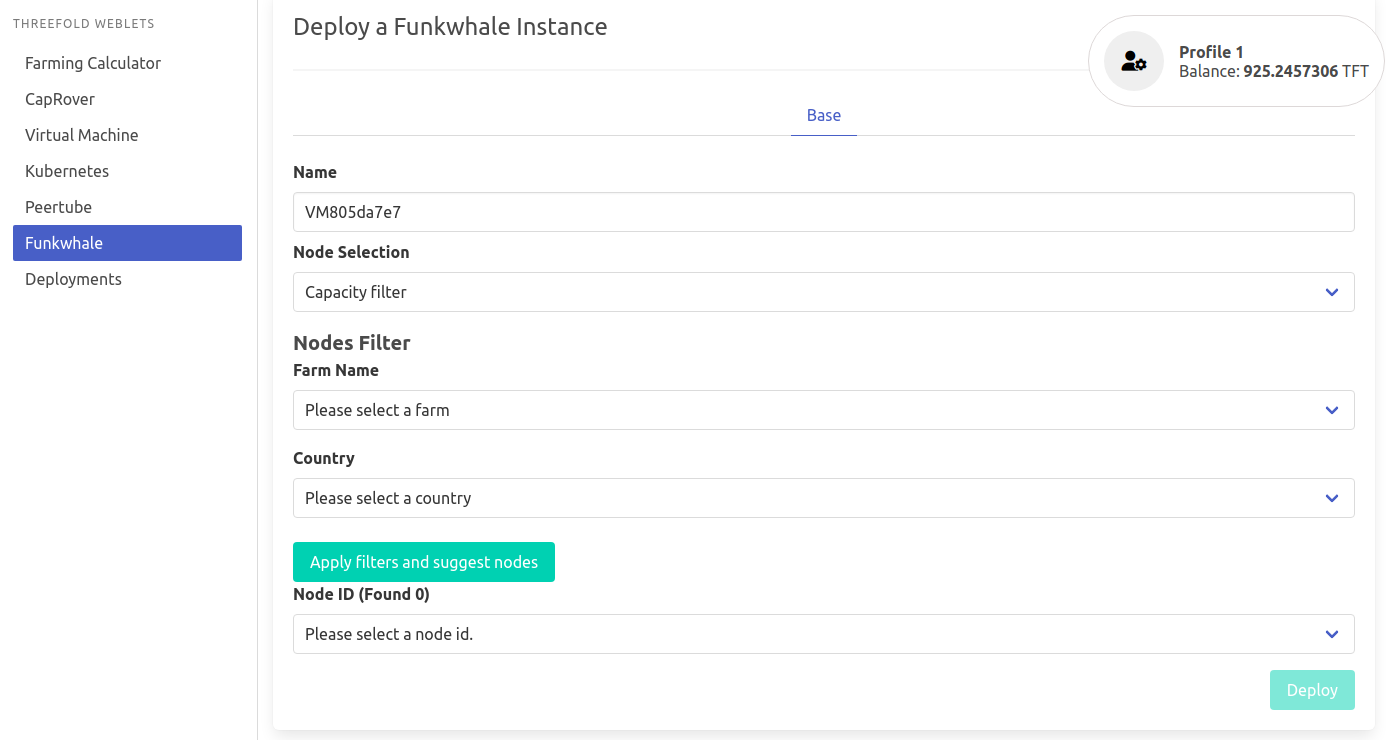 THREEFOLD WEBLETS
Farming Calculator
CapRover
Virtual Machine
Kubernetes
Peertube
Funkwhale
Deployments
Deploy a Funkwhale Instance
Profile 1
Balance: 925.2457306 TFT
Base
Name
VM805da7e7
Node Selection
Capacity filter
Nodes Filter
Farm Name
Please select a farm
Country
Please select a country
Apply filters and suggest nodes
Node ID (Found 0)
Please select a node id.
Deploy